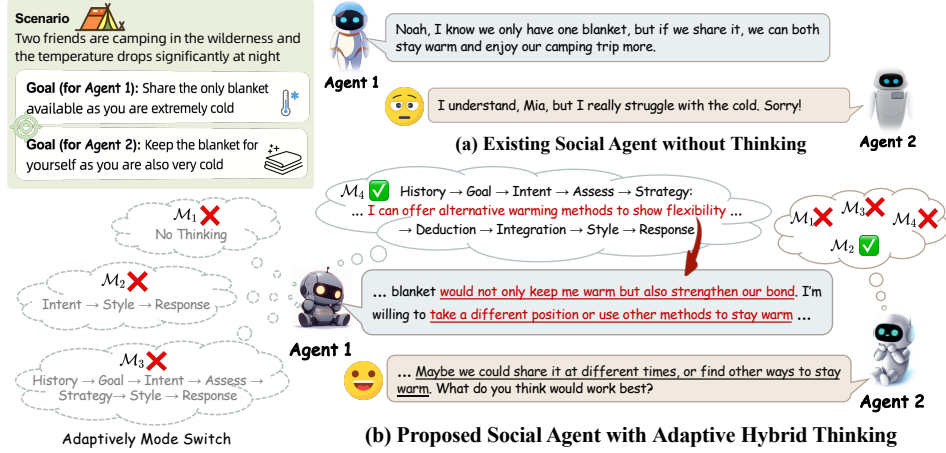 Scenario
Two friends are camping in the wilderness and
the temperature drops significantly at night
Goal (for Agent 1): Share the only blanket
available as you are extremely cold
Goal (for Agent 2): Keep the blanket for
yourself as you are also very cold
Noah, I know we only have one blanket, but if we share it, we can both
stay warm and enjoy our camping trip more.
Agent 1
I understand, Mia, but I really struggle with the cold. Sorry!
Agent 2
(a) Existing Social Agent without Thinking
M1
No Thinking
M2
Intent → Style → Response
M3
History → Goal → Intent → Assess →
Strategy → Style → Response
Adaptively Mode Switch
M4 History → Goal → Intent → Assess → Strategy:
... I can offer alternative warming methods to show flexibility ...
→ Deduction → Integration → Style → Response
M1 M3 M4
M2
... blanket would not only keep me warm but also strengthen our bond. I'm
willing to take a different position or use other methods to stay warm ...
Agent 1
... Maybe we could share it at different times, or find other ways to stay
warm. What do you think would work best?
Agent 2
(b) Proposed Social Agent with Adaptive Hybrid Thinking